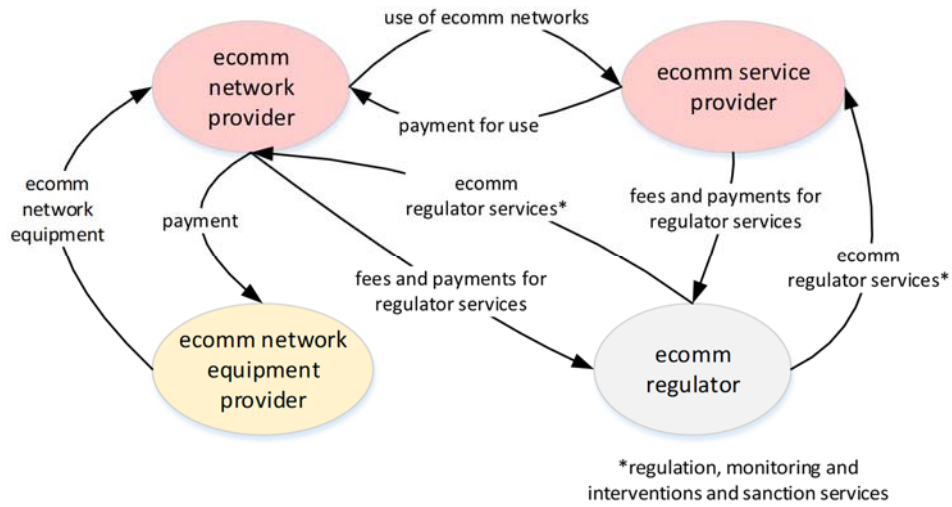 use of ecomm networks
ecomm
network
provider
ecomm service
provider
payment for use
ecomm
network
equipment
payment
ecomm
regulator services*
fees and payments for
regulator services
ecomm
regulator services*
fees and payments for
regulator services
ecomm network
equipment
provider
ecomm
regulator
*regulation, monitoring and
interventions and sanction services